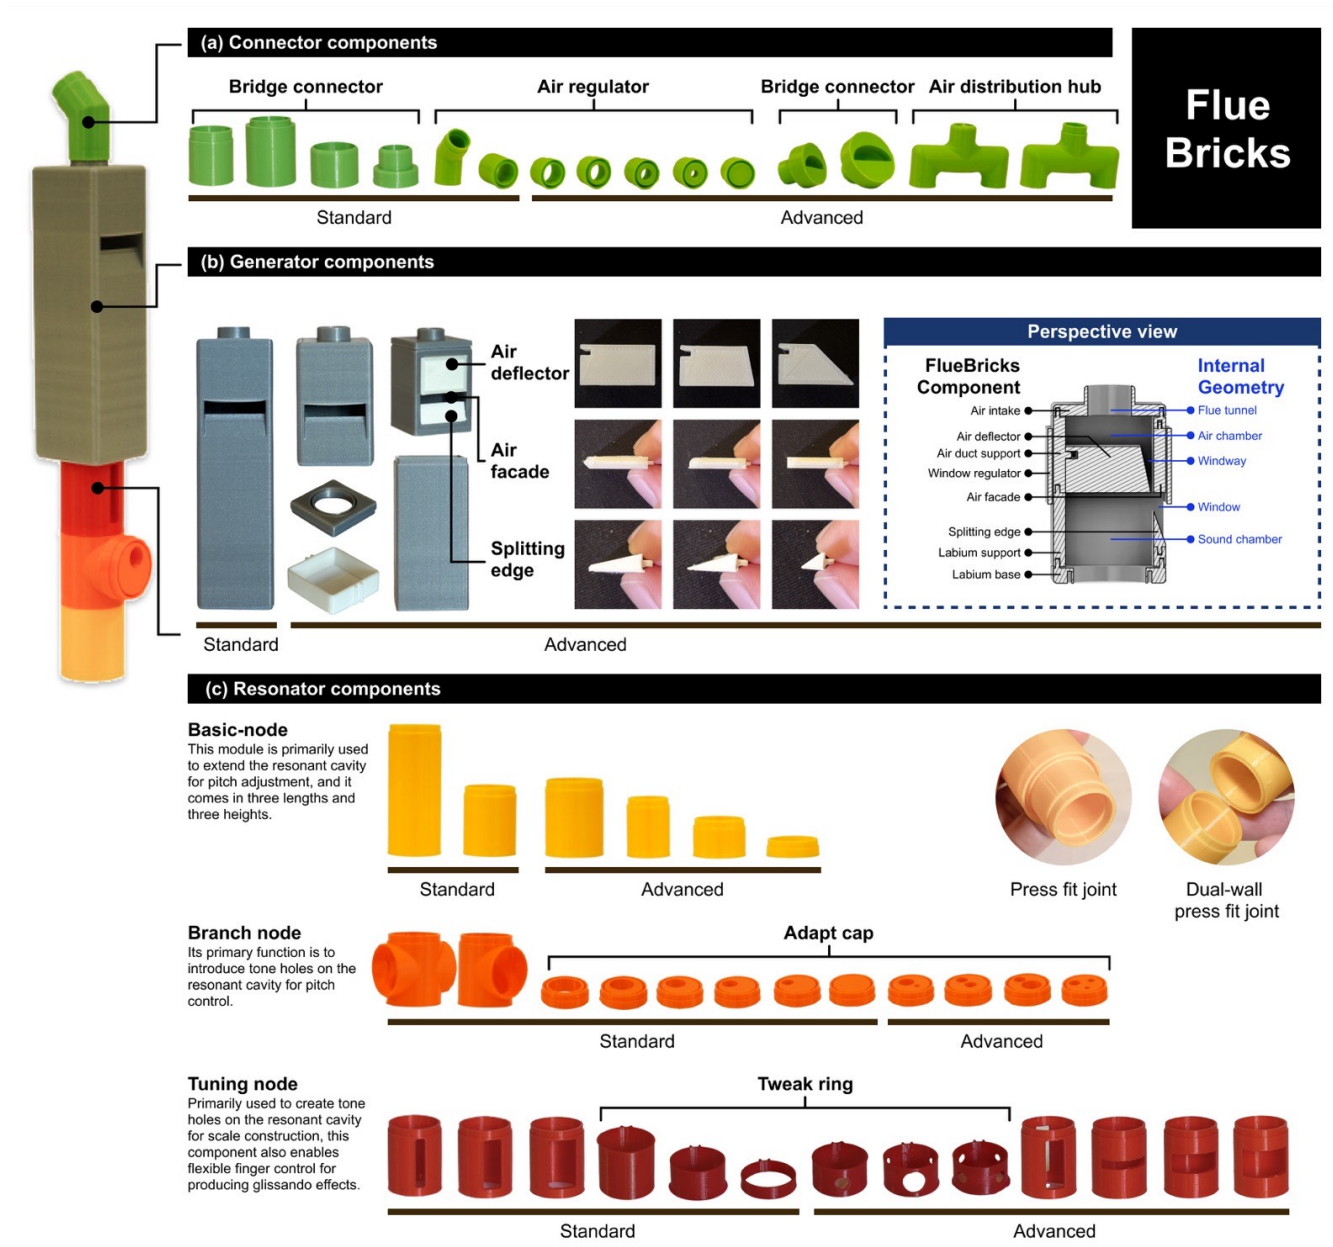 (a) Connector components
Flue
Bricks
Bridge connector
Air regulator
Bridge connector
Air distribution hub
Standard
Advanced
(b) Generator components
Air
deflector
Air
facade
Splitting
edge
Standard
Advanced
Perspective view
FlueBricks
Component
Internal
Geometry
Air intake
Air deflector
Air duct support
Window regulator
Air facade
Splitting edge
Labium support
Labium base
Flue tunnel
Air chamber
Windway
Window
Sound chamber
(c) Resonator components
Basic-node
This module is primarily used
to extend the resonant cavity
for pitch adjustment, and it
comes in three lengths and
three heights.
Standard
Advanced
Press fit joint
Dual-wall
press fit joint
Branch node
Its primary function is to
introduce tone holes on the
resonant cavity for pitch
control.
Adapt cap
Standard
Advanced
Tuning node
Primarily used to create tone
holes on the resonant cavity
for scale construction, this
component also enables
flexible finger control for
producing glissando effects.
Tweak ring
Standard
Advanced